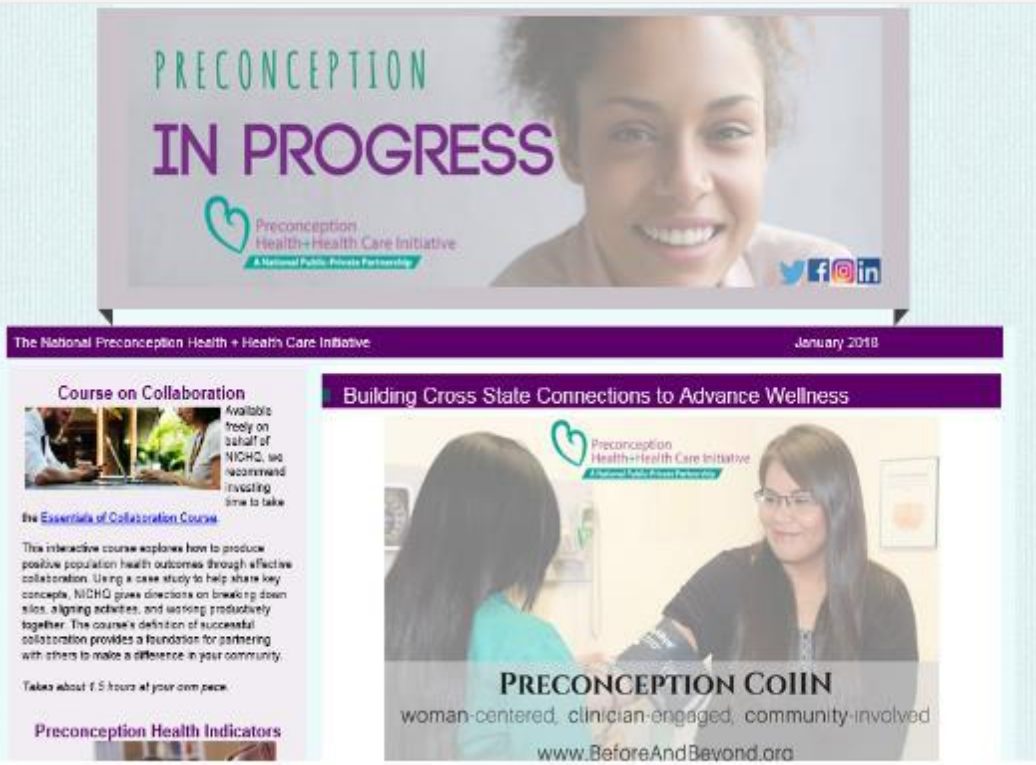 PRECONCEPTION
IN PROGRESS
Preconception
Health+Health Care Initiative
A National Public-Private Partnership
The National Preconception Health + Health Care Initiative
January 2018
Course on Collaboration
Available
freely on
behalf of
NICHQ, we
recommend
investing
time to take
the Essentials of Collaboration Course.
This interactive course explores how to produce
positive population health outcomes through effective
collaboration. Using a case study to help share key
concepts, NICHQ gives directions on breaking down
silos, aligning activities, and working productively
together. The course's definition of successful
collaboration provides a foundation for partnering
with others to make a difference in your community.
Takes about 1.5 hours at your own pace.
Preconception Health Indicators
Building Cross State Connections to Advance Wellness
Preconception
Health+Health Care Initiative
A National Public-Private Partnership
PRECONCEPTION COIIN
woman-centered, clinician-engaged, community-involved
www.BeforeAndBeyond.org